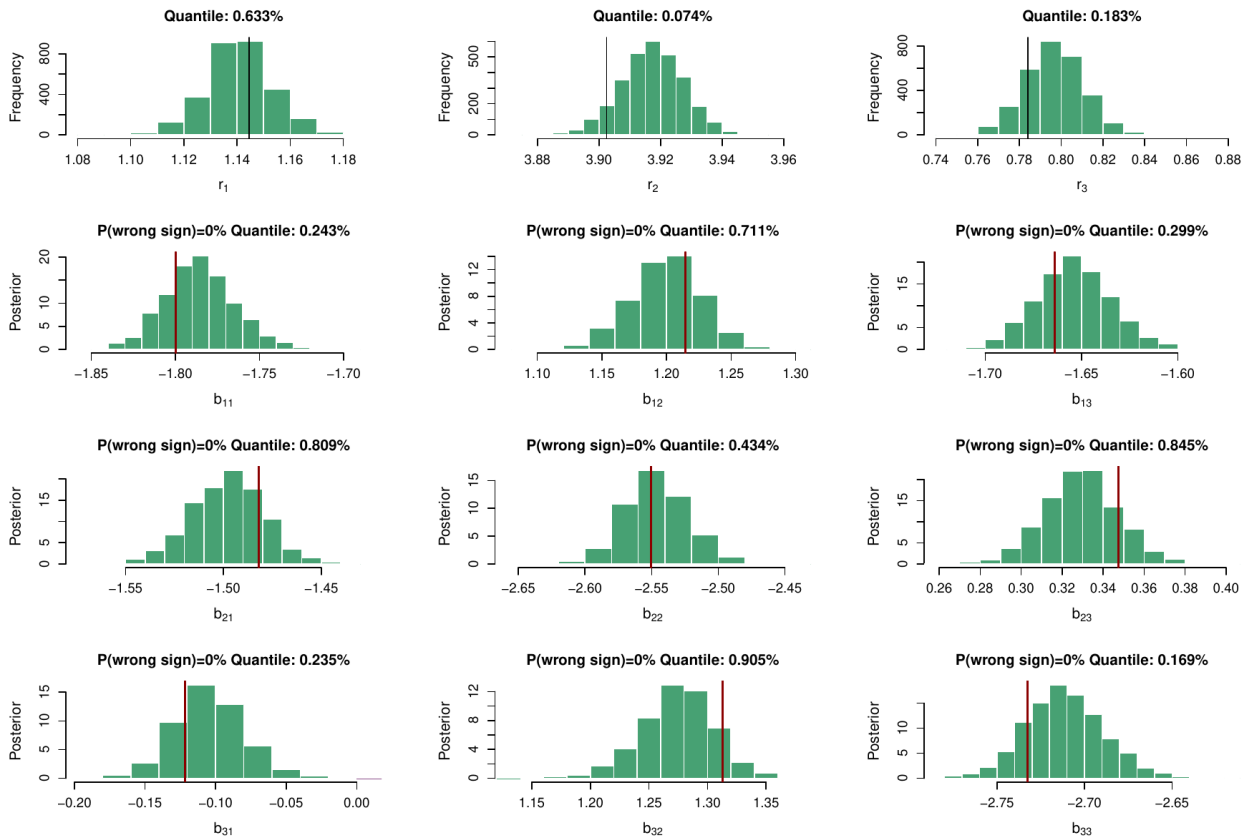 Quantile: 0.633%
Frequency
0 400 800
1.08 1.10 1.12 1.14 1.16 1.18
r1
Quantile: 0.074%
Frequency
0 200 500
3.88 3.90 3.92 3.94 3.96
r2
Quantile: 0.183%
Frequency
0 400 800
0.74 0.76 0.78 0.80 0.82 0.84 0.86 0.88
r3
P(wrong sign)=0% Quantile: 0.243%
Posterior
0 5 10 15 20
−1.85 −1.80 −1.75 −1.70
b11
P(wrong sign)=0% Quantile: 0.711%
Posterior
0 4 8 12
1.10 1.15 1.20 1.25 1.30
b12
P(wrong sign)=0% Quantile: 0.299%
Posterior
0 5 15
−1.70 −1.65 −1.60
b13
P(wrong sign)=0% Quantile: 0.809%
Posterior
0 5 15
−1.55 −1.50 −1.45
b21
P(wrong sign)=0% Quantile: 0.434%
Posterior
0 5 10 15
−2.65 −2.60 −2.55 −2.50 −2.45
b22
P(wrong sign)=0% Quantile: 0.845%
Posterior
0 5 15
0.26 0.28 0.30 0.32 0.34 0.36 0.38 0.40
b23
P(wrong sign)=0% Quantile: 0.235%
Posterior
0 5 10 15
−0.20 −0.15 −0.10 −0.05 0.00
b31
P(wrong sign)=0% Quantile: 0.905%
Posterior
0 4 8 12
1.15 1.20 1.25 1.30 1.35
b32
P(wrong sign)=0% Quantile: 0.169%
Posterior
0 5 10
−2.75 −2.70 −2.65
b33